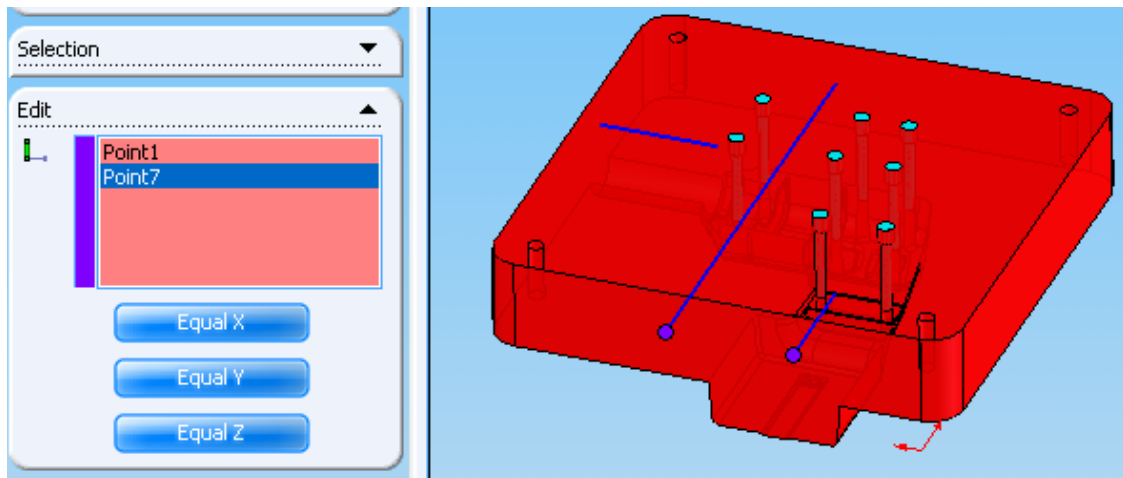 Selection
Edit
Point1
Point7
Equal X
Equal Y
Equal Z